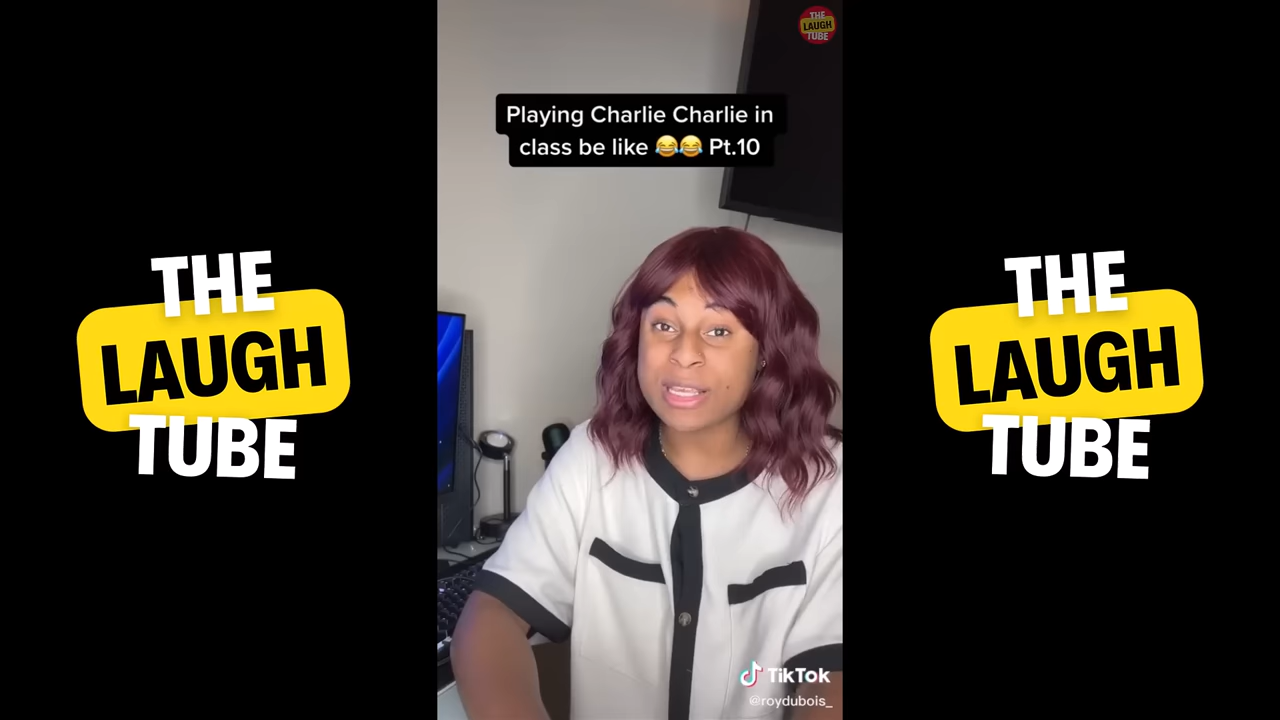 THE
LAUGH
TUBE
THE
LAUGH
TUBE
Playing Charlie Charlie in
class be like 😂😂 Pt.10
TikTok
@roydubois_
THE
LAUGH
TUBE